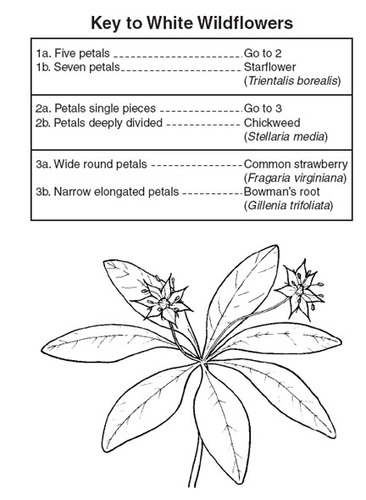 Key to White Wildflowers
1a. Five petals ---------------- Go to 2
1b. Seven petals ---------------- Starflower
(Trientalis borealis)
2a. Petals single pieces ------------- Go to 3
2b. Petals deeply divided ------------ Chickweed
(Stellaria media)
3a. Wide round petals -------------- Common strawberry
(Fragaria virginiana)
3b. Narrow elongated petals --------- Bowman's root
(Gillenia trifoliata)